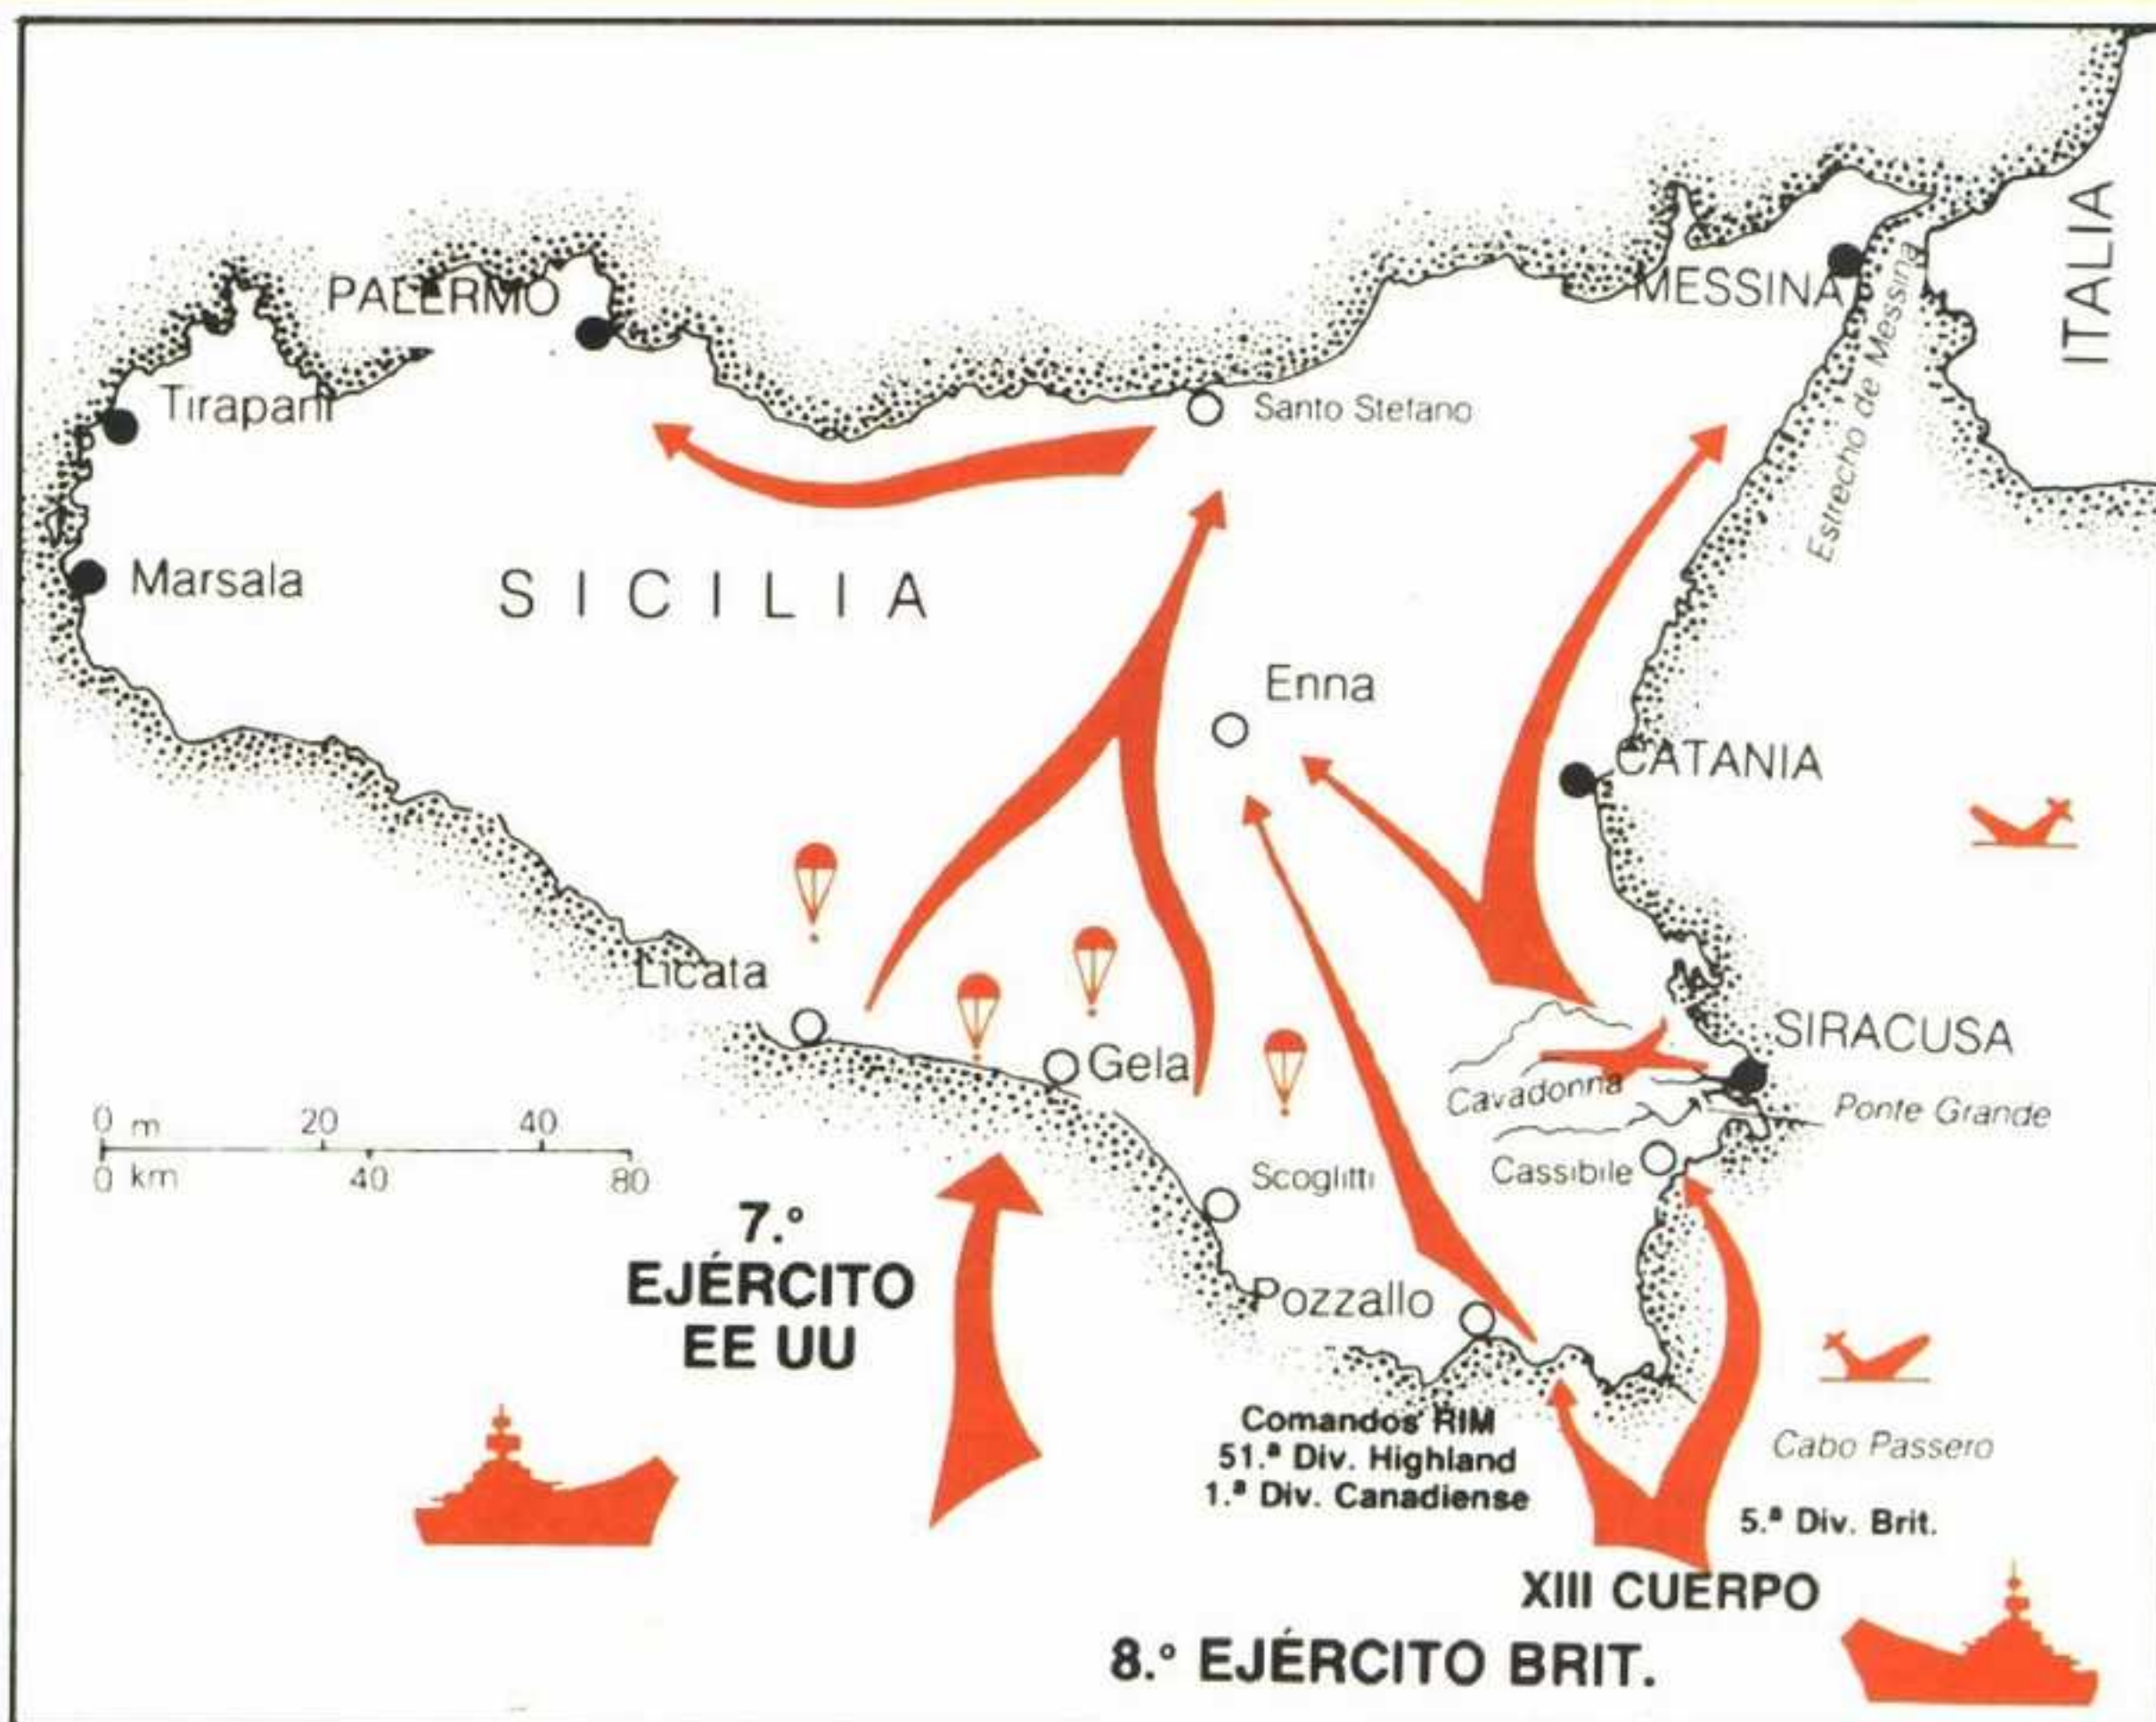 ITALIA
MESSINA
Estrecho de Messina
PALERMO
Tirapani
Santo Stefano
Marsala
SICILIA
Enna
CATANIA
Licata
Gela
SIRACUSA
Cavadonna
Ponte Grande
Cassibile
Scoglitti
0 m 20 40
0 km 40 80
7.º
EJÉRCITO
EE UU
Pozzallo
Comandos RIM
51.ª Div. Highland
1.ª Div. Canadiense
Cabo Passero
5.ª Div. Brit.
XIII CUERPO
8.º EJÉRCITO BRIT.